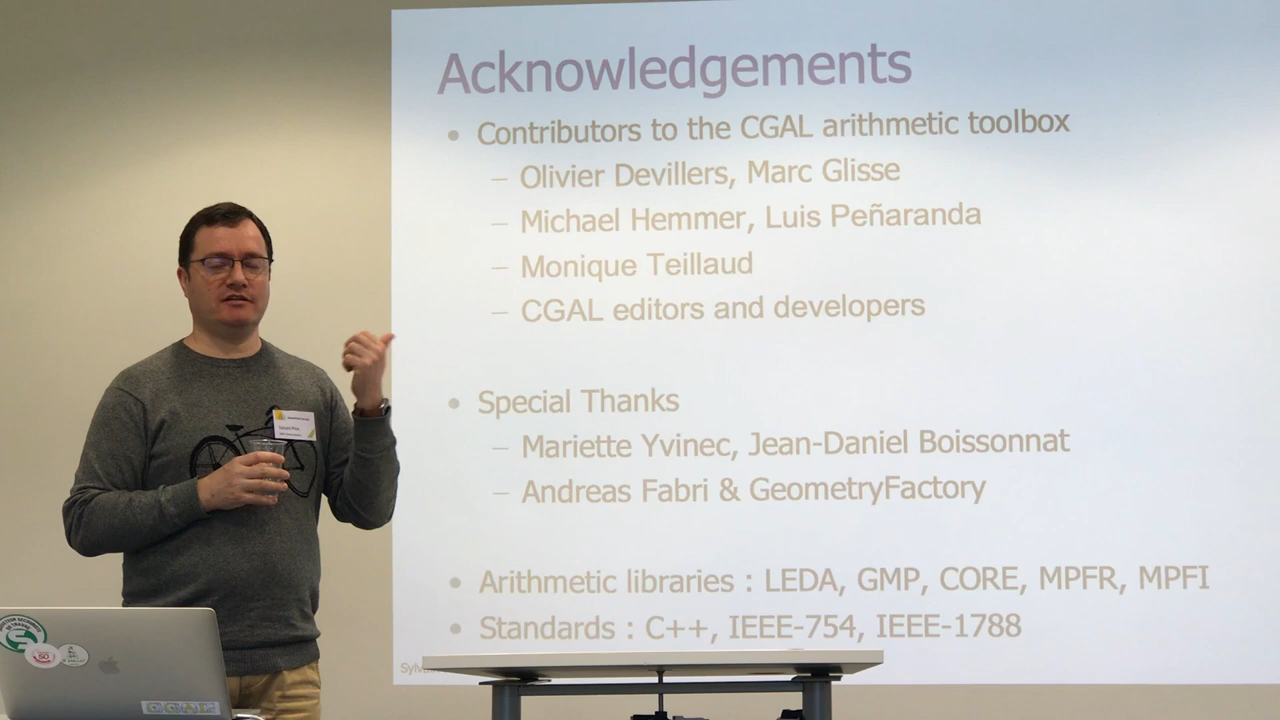 Acknowledgements
• Contributors to the CGAL arithmetic toolbox
– Olivier Devillers, Marc Glisse
– Michael Hemmer, Luis Peñaranda
– Monique Teillaud
– CGAL editors and developers
• Special Thanks
– Mariette Yvinec, Jean-Daniel Boissonnat
– Andreas Fabri & GeometryFactory
• Arithmetic libraries : LEDA, GMP, CORE, MPFR, MPFI
• Standards : C++, IEEE-754, IEEE-1788
CGAL